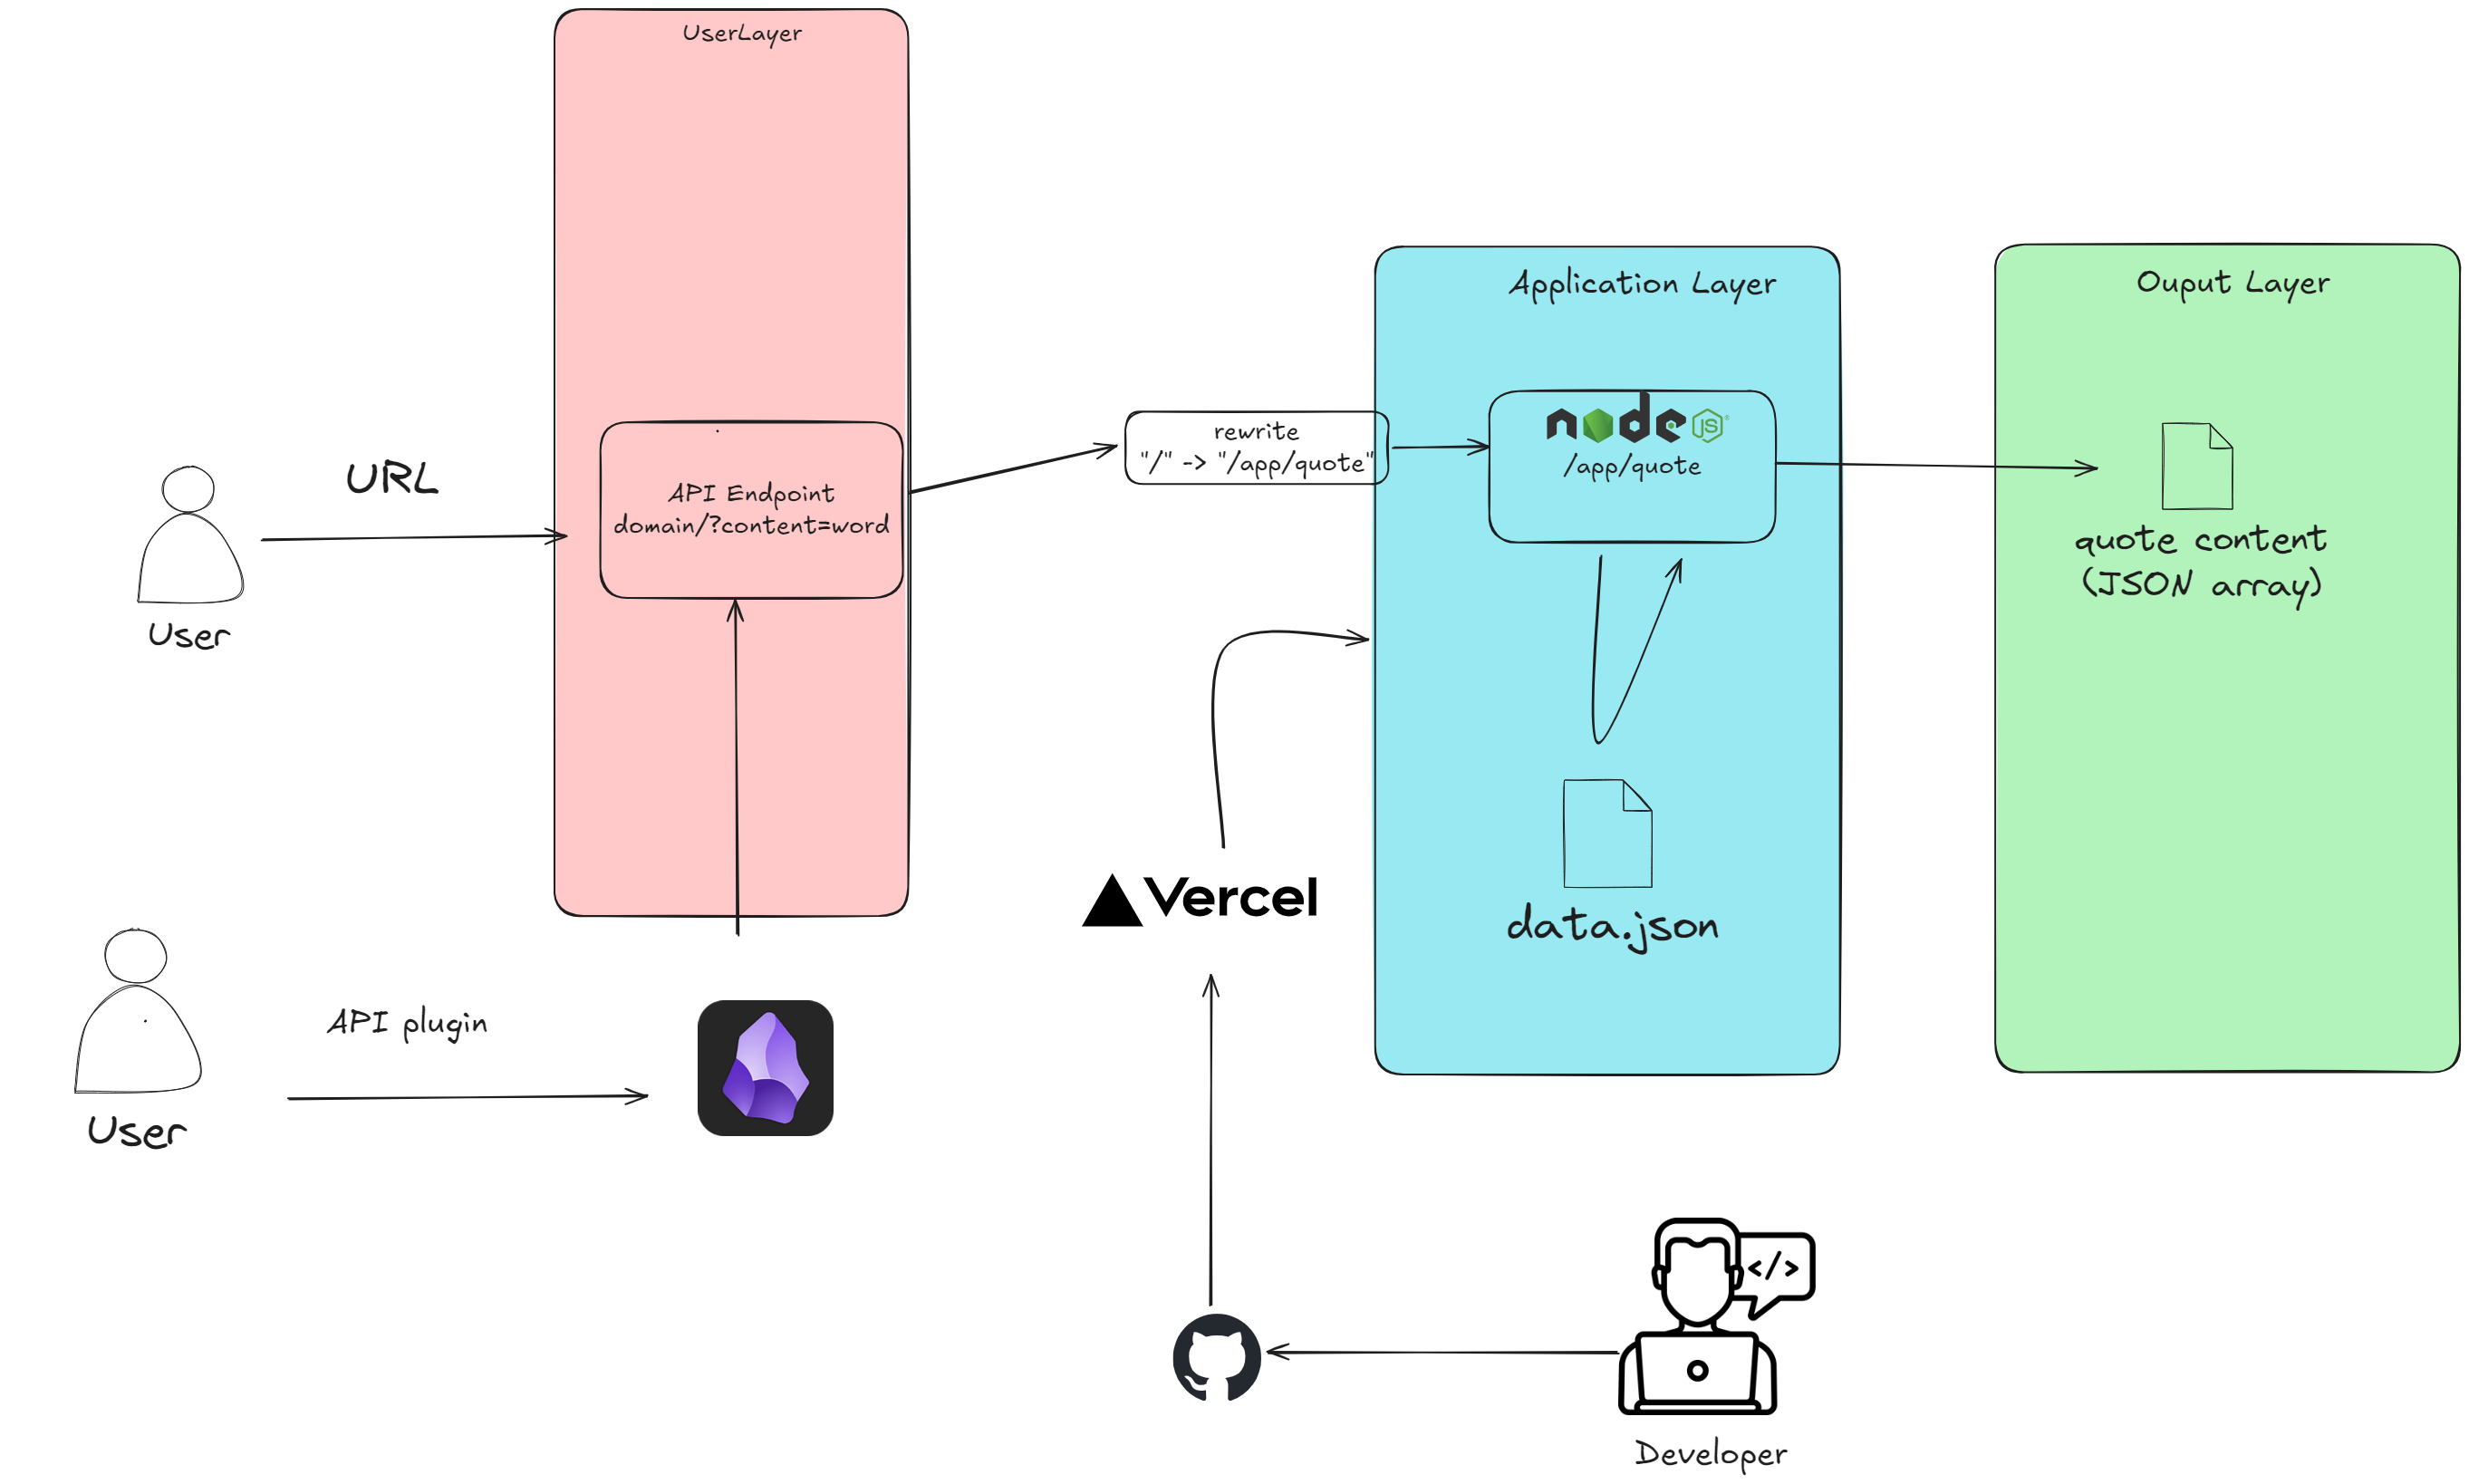 UserLayer
Application Layer
Ouput Layer
rewrite
"/" -> "/app/quote"
node JS ®
/app/quote
URL
API Endpoint
domain/?content=word
quote content
(JSON array)
User
Vercel
data.json
API plugin
User
</>
Developer